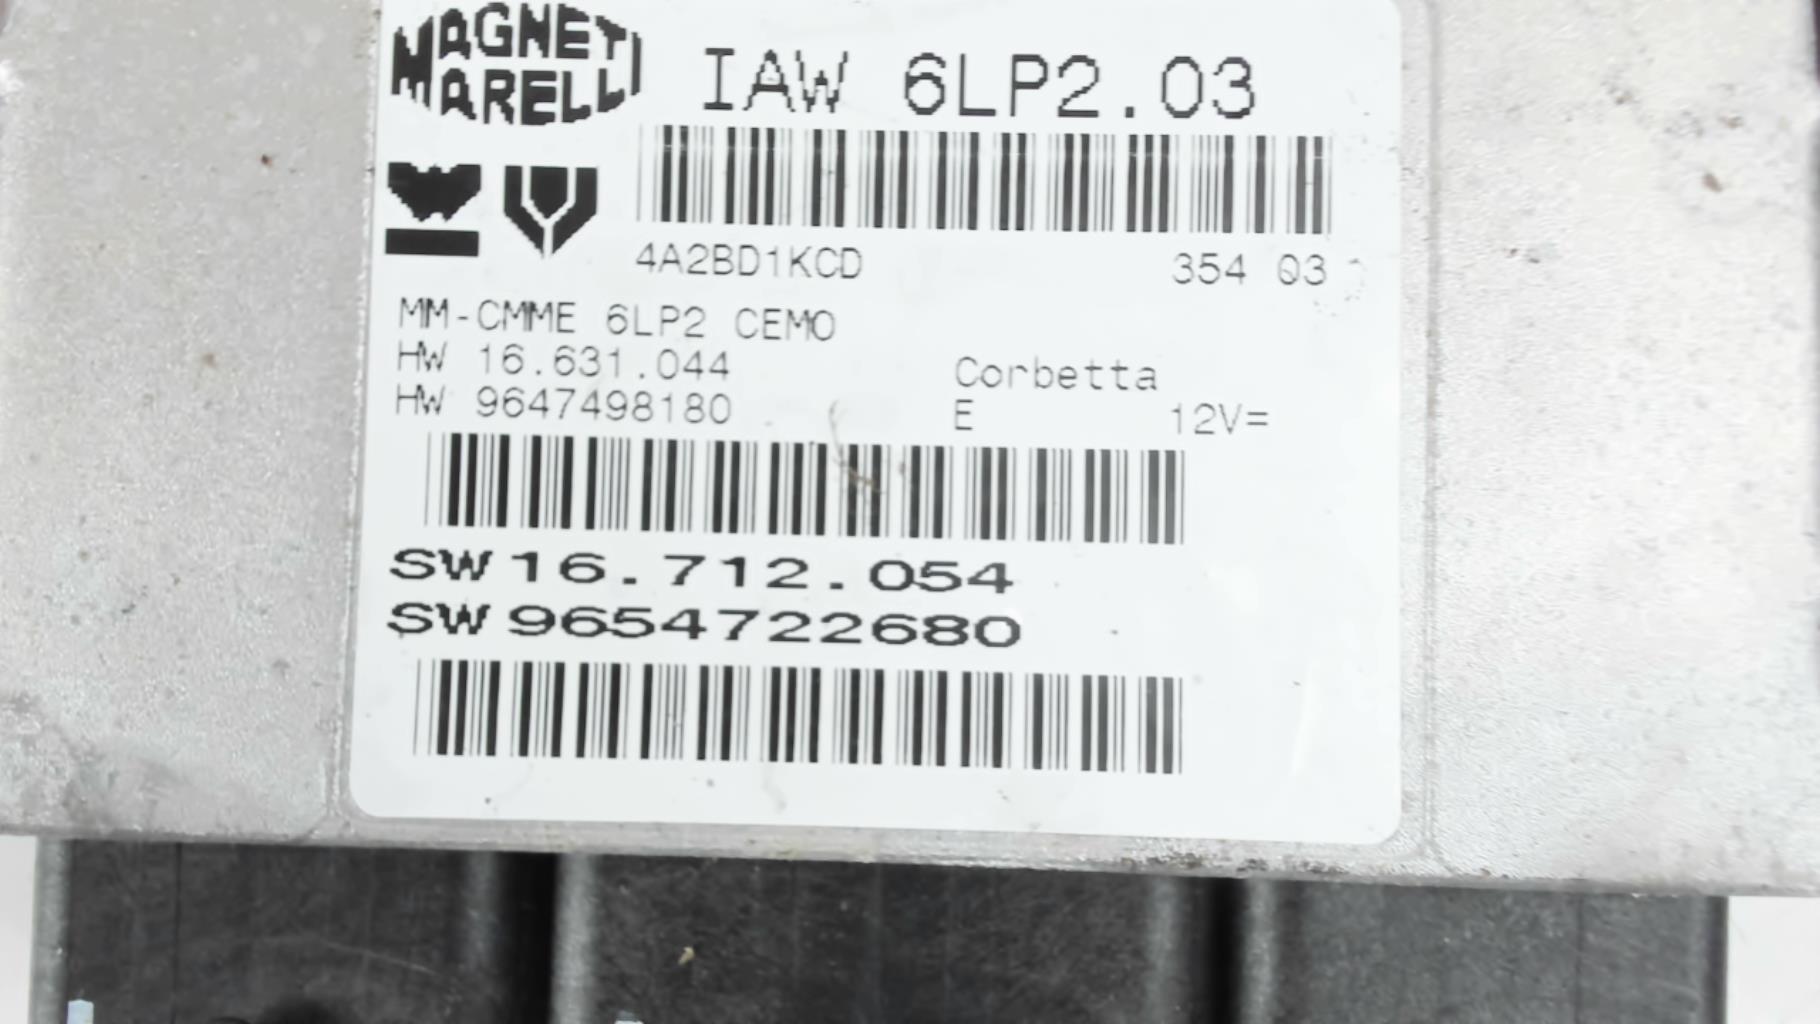 MAGNETI
MARELLI
IAW 6LP2.03
4A2BD1KCD 354 03
MM-CMME 6LP2 CEMO
HW 16.631.044
Corbetta
HW 9647498180
E 12V=
SW 16.712.054
SW 9654722680